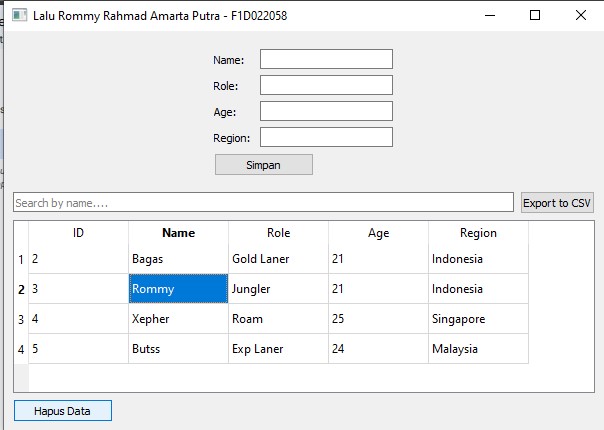 Lalu Rommy Rahmad Amarta Putra - F1D022058
Name:
Role:
Age:
Region:
Simpan
Search by name.... Export to CSV
ID Name Role Age Region
1 2 Bagas Gold Laner 21 Indonesia
2 3 Rommy Jungler 21 Indonesia
3 4 Xepher Roam 25 Singapore
4 5 Butss Exp Laner 24 Malaysia
Hapus Data